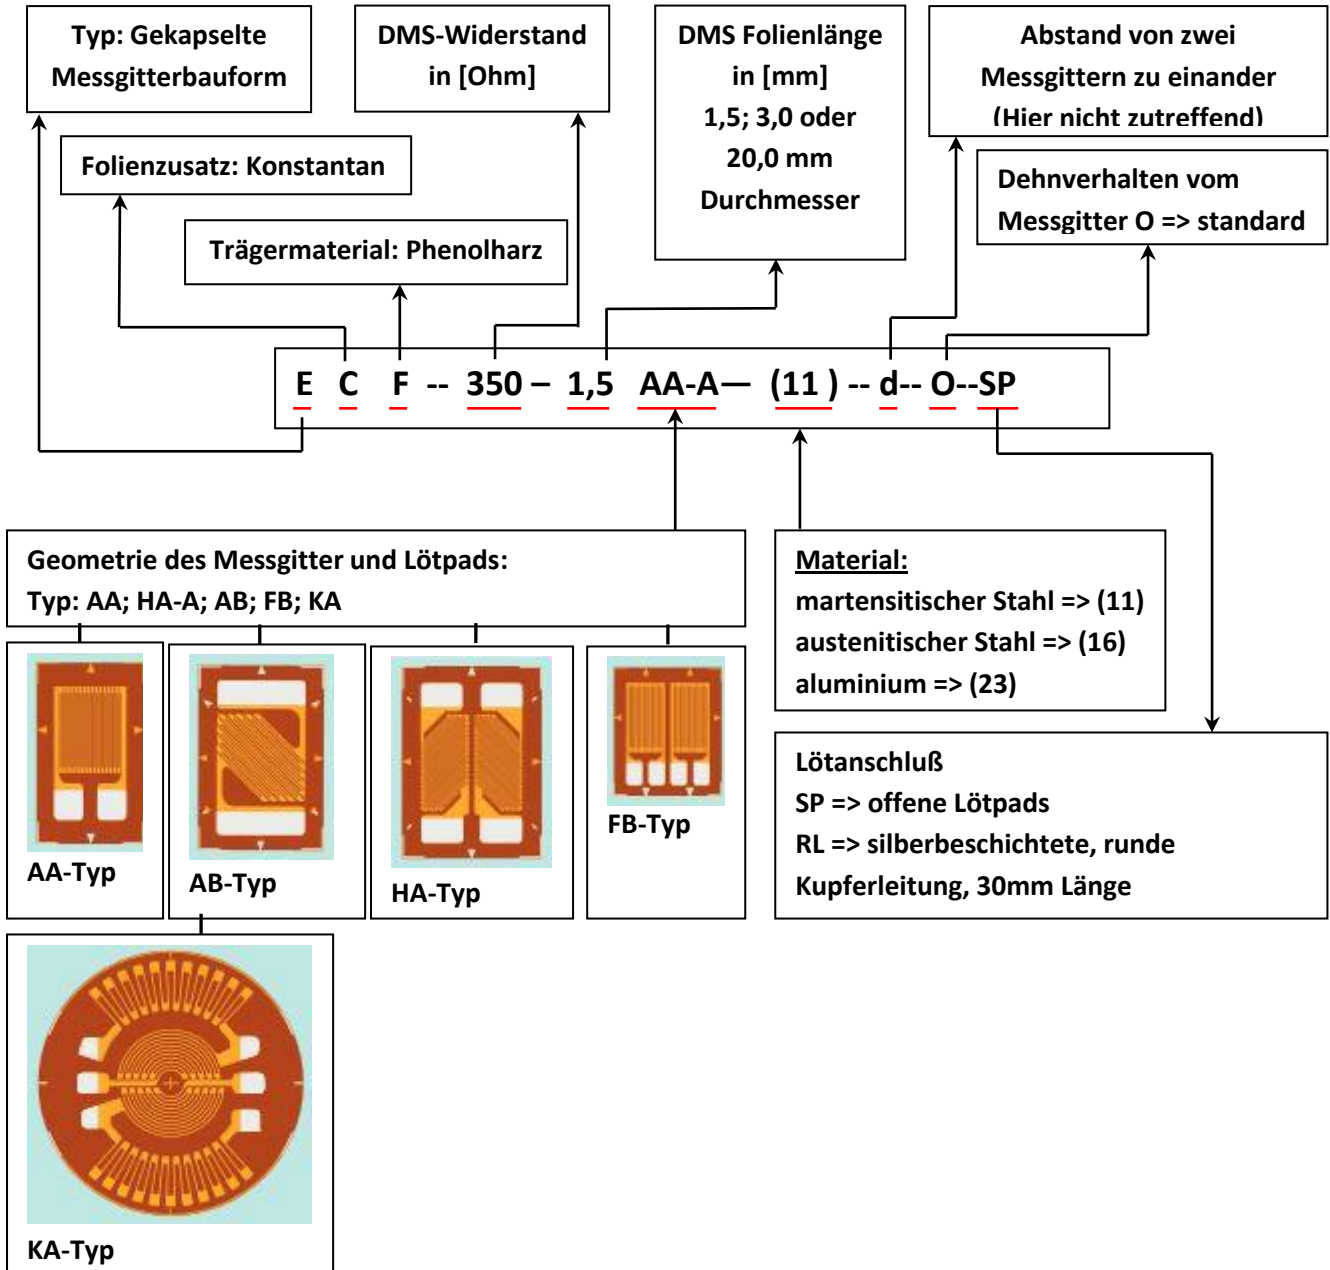 Typ: Gekapselte
Messgitterbauform
DMS-Widerstand
in [Ohm]
DMS Folienlänge
in [mm]
1,5; 3,0 oder
20,0 mm
Durchmesser
Abstand von zwei
Messgittern zu einander
(Hier nicht zutreffend)
Folienzusatz: Konstantan
Dehnverhalten vom
Messgitter O => standard
Trägermaterial: Phenolharz
E C F -- 350 – 1,5 AA-A— (11 ) -- d-- O--SP
Geometrie des Messgitter und Lötpads:
Typ: AA; HA-A; AB; FB; KA
Material:
martensitischer Stahl => (11)
austenitischer Stahl => (16)
aluminium => (23)
Lötanschluß
SP => offene Lötpads
RL => silberbeschichtete, runde
Kupferleitung, 30mm Länge
AA-Typ
AB-Typ
HA-Typ
FB-Typ
KA-Typ